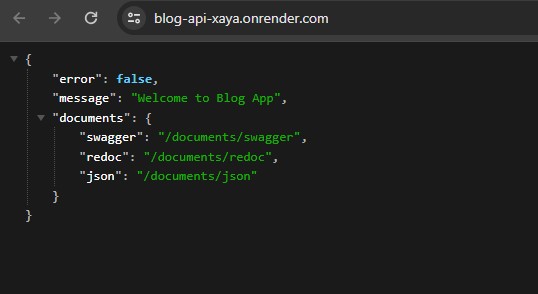 blog-api-xaya.onrender.com
{
"error": false,
"message": "Welcome to Blog App",
"documents": {
"swagger": "/documents/swagger",
"redoc": "/documents/redoc",
"json": "/documents/json"
}
}